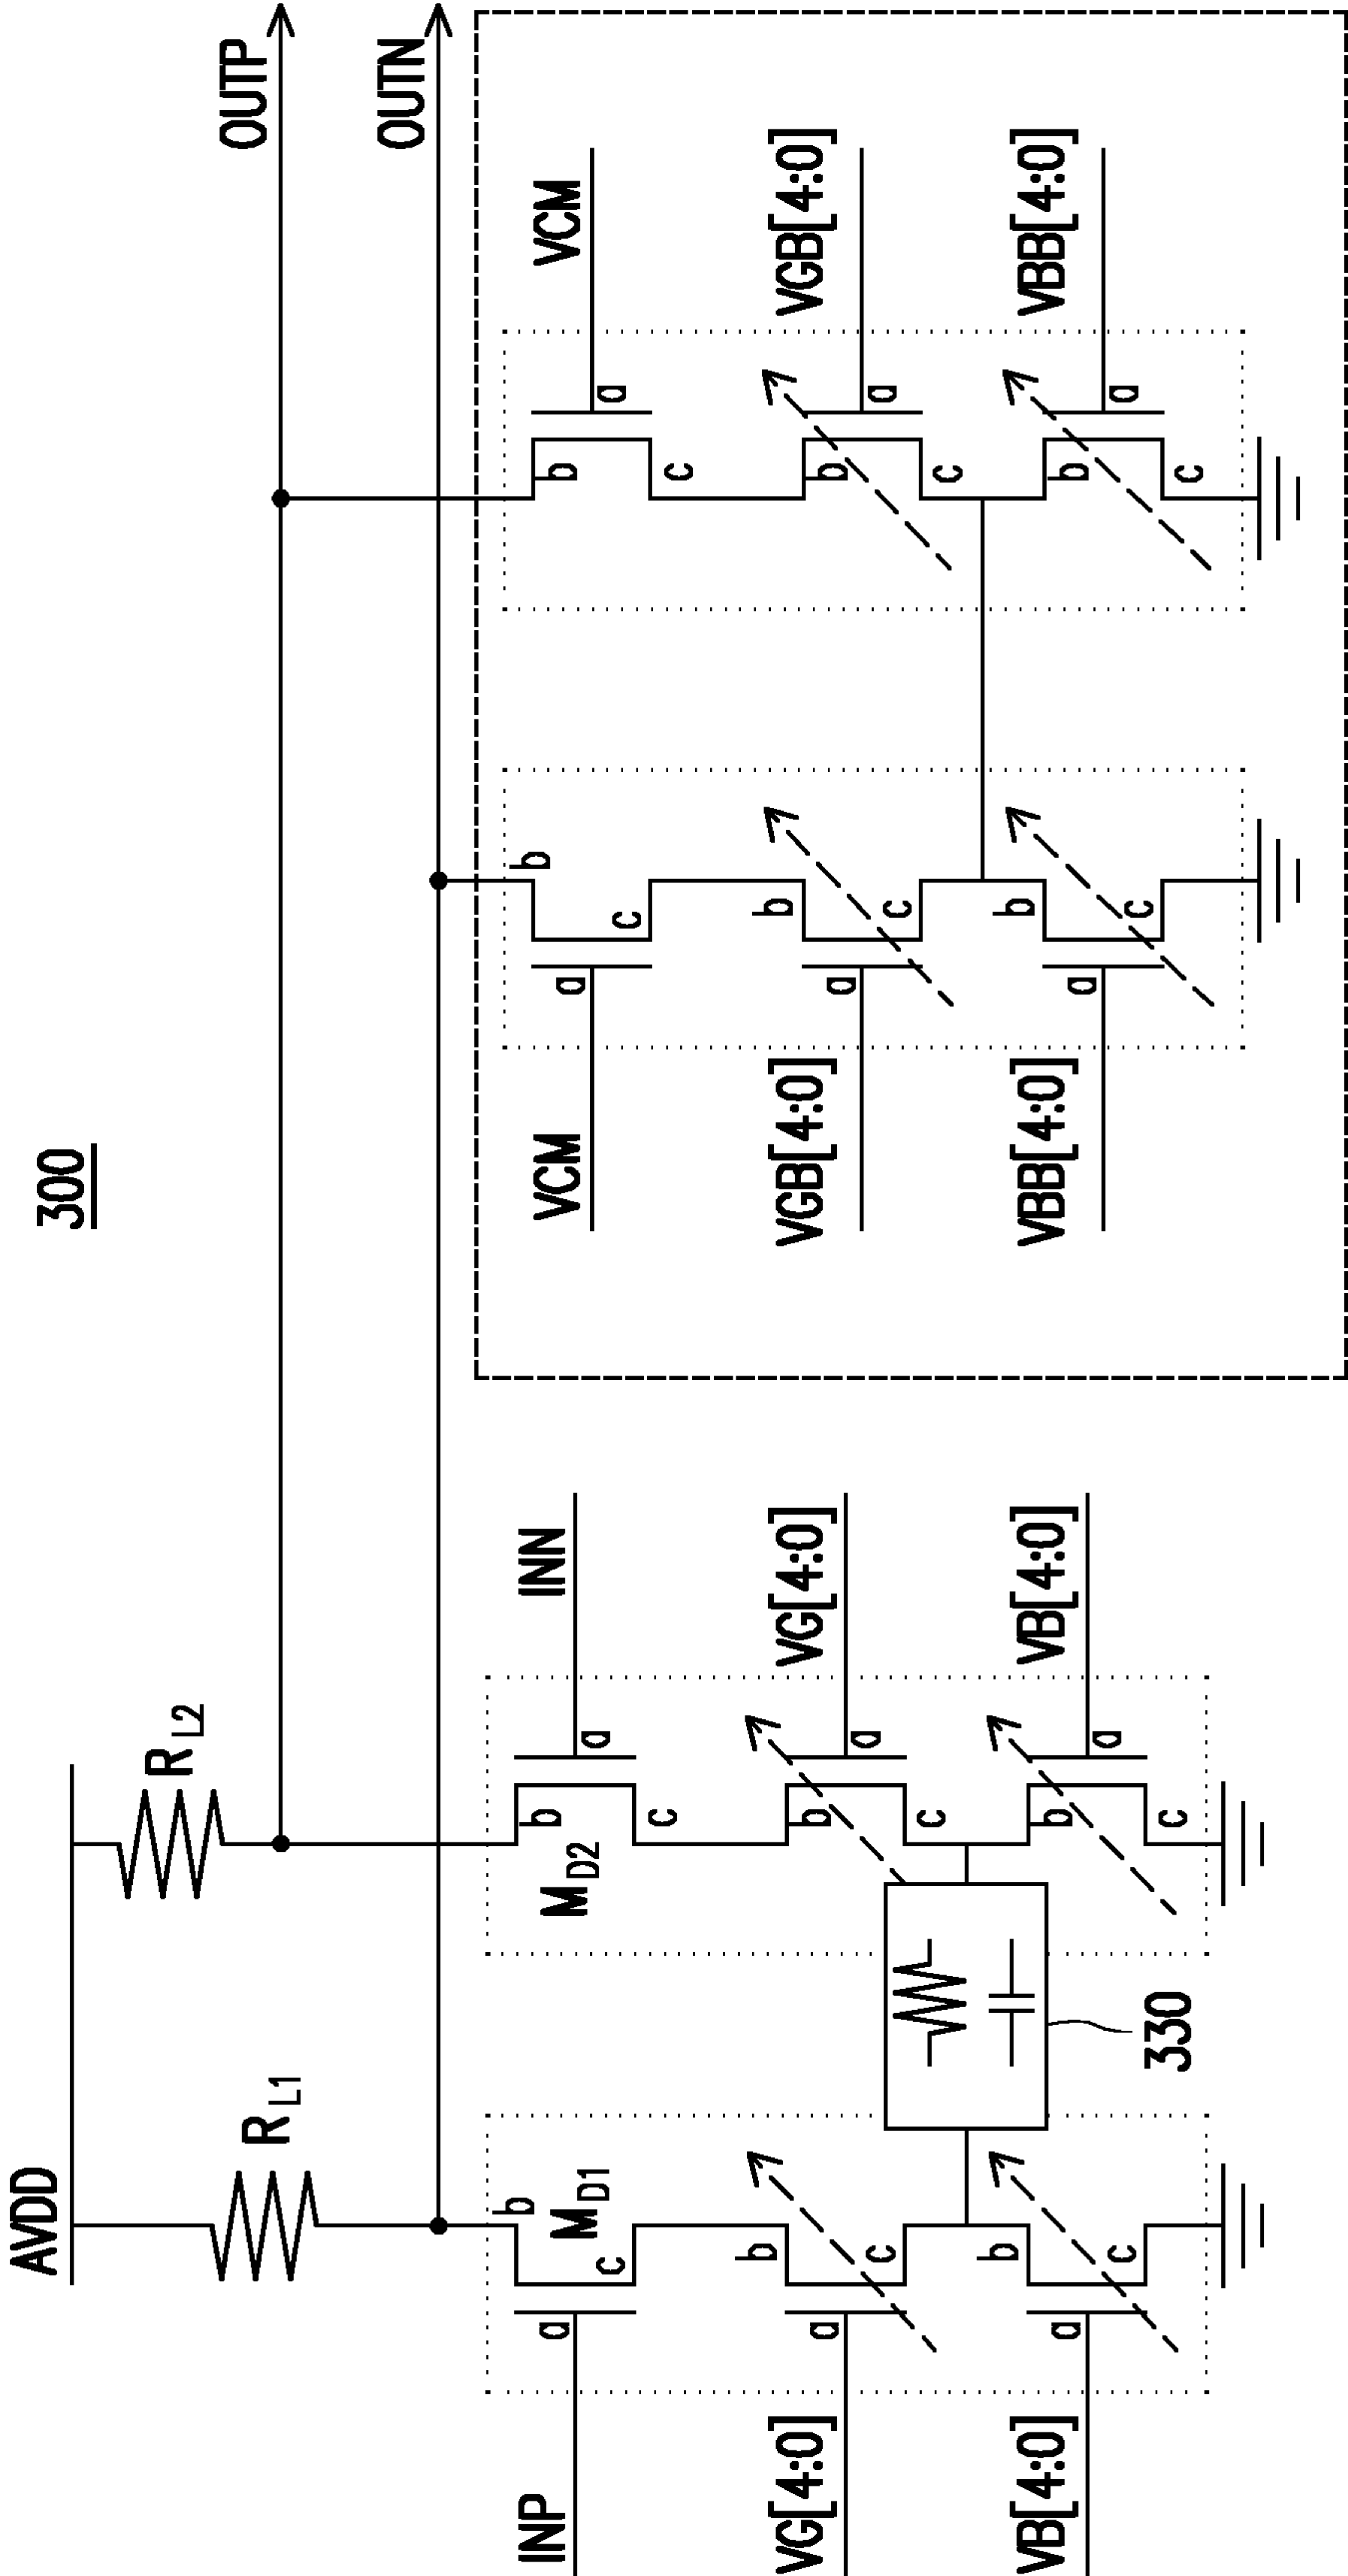 300
AVDD
R L1
R L2
OUTP
OUTN
INP
a
b
c
M D1
VG[4:0]
a
b
c
VB[4:0]
a
b
c
330
INN
a
b
c
M D2
VG[4:0]
a
b
c
VB[4:0]
a
b
c
VCM
a
b
c
VGB[4:0]
a
b
c
VBB[4:0]
a
b
c
VCM
a
b
c
VGB[4:0]
a
b
c
VBB[4:0]
a
b
c